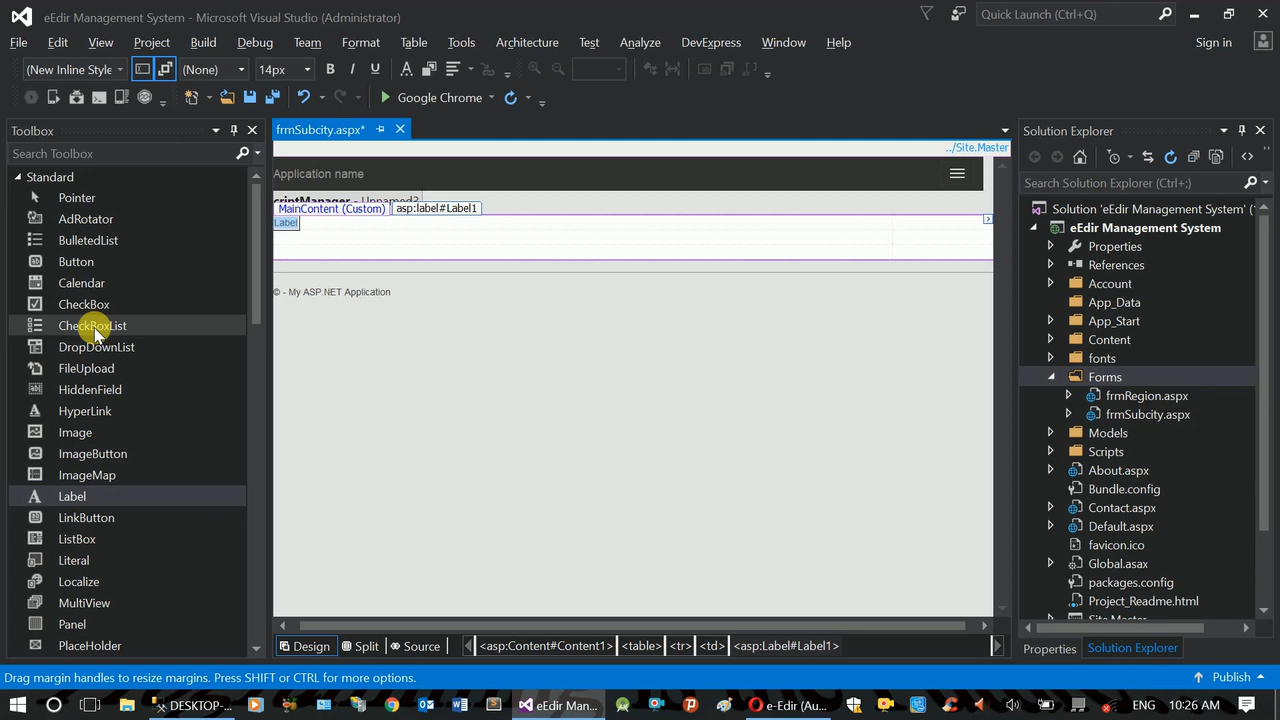 eEdir Management System - Microsoft Visual Studio (Administrator)
Quick Launch (Ctrl+Q)
File Edit View Project Build Debug Team Format Table Tools Architecture Test Analyze DevExpress Window Help
Sign in
(New Inline Style (None) 14px B I U A
Google Chrome
Toolbox
frmSubcity.aspx*
Solution Explorer
Search Toolbox
../Site.Master
Search Solution Explorer (Ctrl+;)
Standard
Pointer
AdRotator
BulletedList
Button
Calendar
CheckBox
CheckBoxList
DropDownList
FileUpload
HiddenField
HyperLink
Image
ImageButton
ImageMap
Label
LinkButton
ListBox
Literal
Localize
MultiView
Panel
PlaceHolder
Application name
criptManager - Unnamed3
MainContent (Custom) asp:label#Label1
Label
© - My ASP.NET Application
Design Split Source <asp:Content#Content1> <table> <tr> <td> <asp:Label#Label1>
Solution 'eEdir Management System' (
eEdir Management System
Properties
References
Account
App_Data
App_Start
Content
fonts
Forms
frmRegion.aspx
frmSubcity.aspx
Models
Scripts
About.aspx
Bundle.config
Contact.aspx
Default.aspx
favicon.ico
Global.asax
packages.config
Project_Readme.html
Site.Master
Properties Solution Explorer
Drag margin handles to resize margins. Press SHIFT or CTRL for more options.
Publish
DESKTOP-... eEdir Man... e-Edir (Au... ENG 10:26 AM